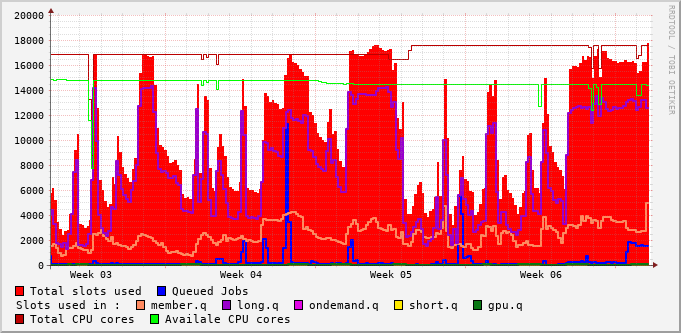 20000
18000
16000
14000
12000
10000
8000
6000
4000
2000
0
Week 03 Week 04 Week 05 Week 06
RRDTOOL / TOBI OETIKER
Total slots used Queued Jobs
Slots used in : member.q long.q ondemand.q short.q gpu.q
Total CPU cores Availale CPU cores